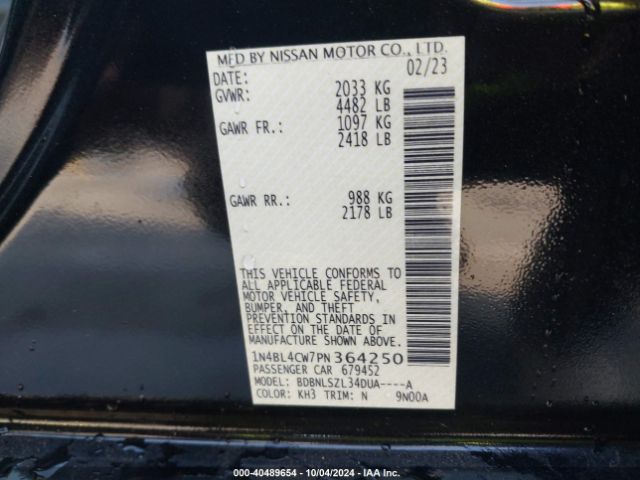 MFD BY NISSAN MOTOR CO., LTD.
DATE: 02/23
GVWR: 2033 KG
4482 LB
GAWR FR.: 1097 KG
2418 LB
GAWR RR.: 988 KG
2178 LB
THIS VEHICLE CONFORMS TO
ALL APPLICABLE FEDERAL
MOTOR VEHICLE SAFETY,
BUMPER, AND THEFT
PREVENTION STANDARDS IN
EFFECT ON THE DATE OF
MANUFACTURE SHOWN ABOVE.
1N4BL4CW7PN364250
PASSENGER CAR 679452
MODEL: BDBNLSZL34DUA----A
COLOR: KH3 TRIM: N 9N00A
000-40489654 - 10/04/2024 - IAA Inc.